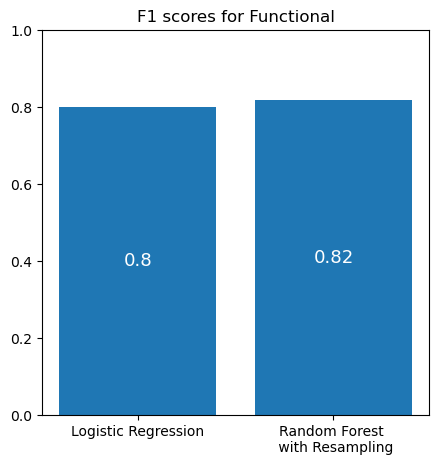 F1 scores for Functional
1.0
0.8
0.6
0.4
0.2
0.0
0.8
0.82
Logistic Regression
Random Forest
with Resampling